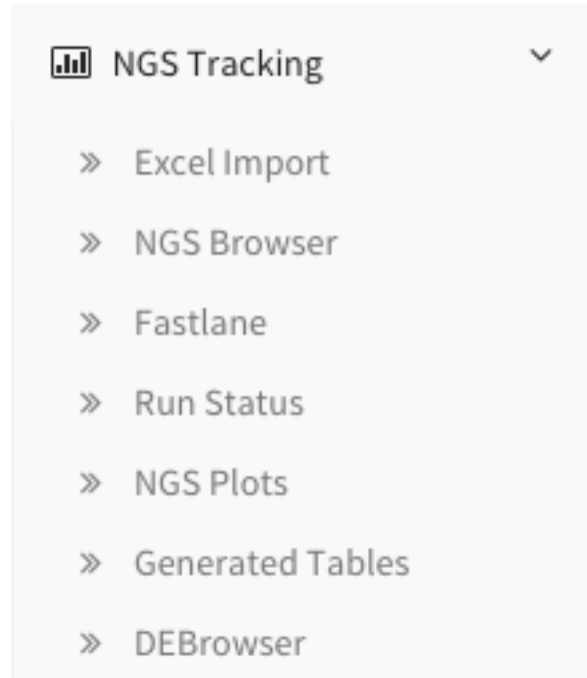 NGS Tracking
Excel Import
NGS Browser
Fastlane
Run Status
NGS Plots
Generated Tables
DEBrowser